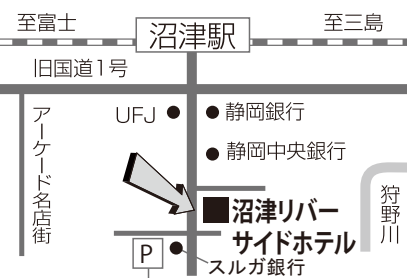 至富士
沼津駅
至三島
旧国道1号
UFJ
静岡銀行
静岡中央銀行
アーケード名店街
狩野川
沼津リバー
サイドホテル
P
スルガ銀行